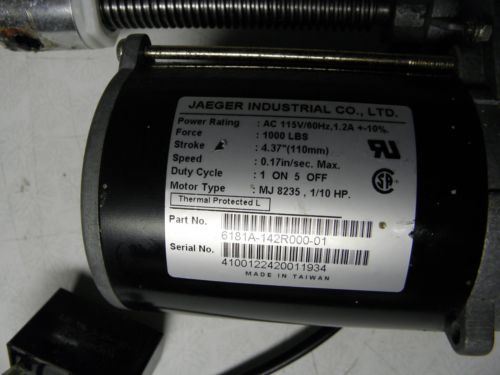 JAEGER INDUSTRIAL CO., LTD.
Power Rating : AC 115V/60Hz,1.2A +-10%.
Force : 1000 LBS
Stroke : 4.37"(110mm)
Speed : 0.17in/sec. Max.
Duty Cycle : 1 ON 5 OFF
Motor Type : MJ 8235 , 1/10 HP.
Thermal Protected L
Part No.
6181A-142R000-01
Serial No.
4100122420011934
MADE IN TAIWAN